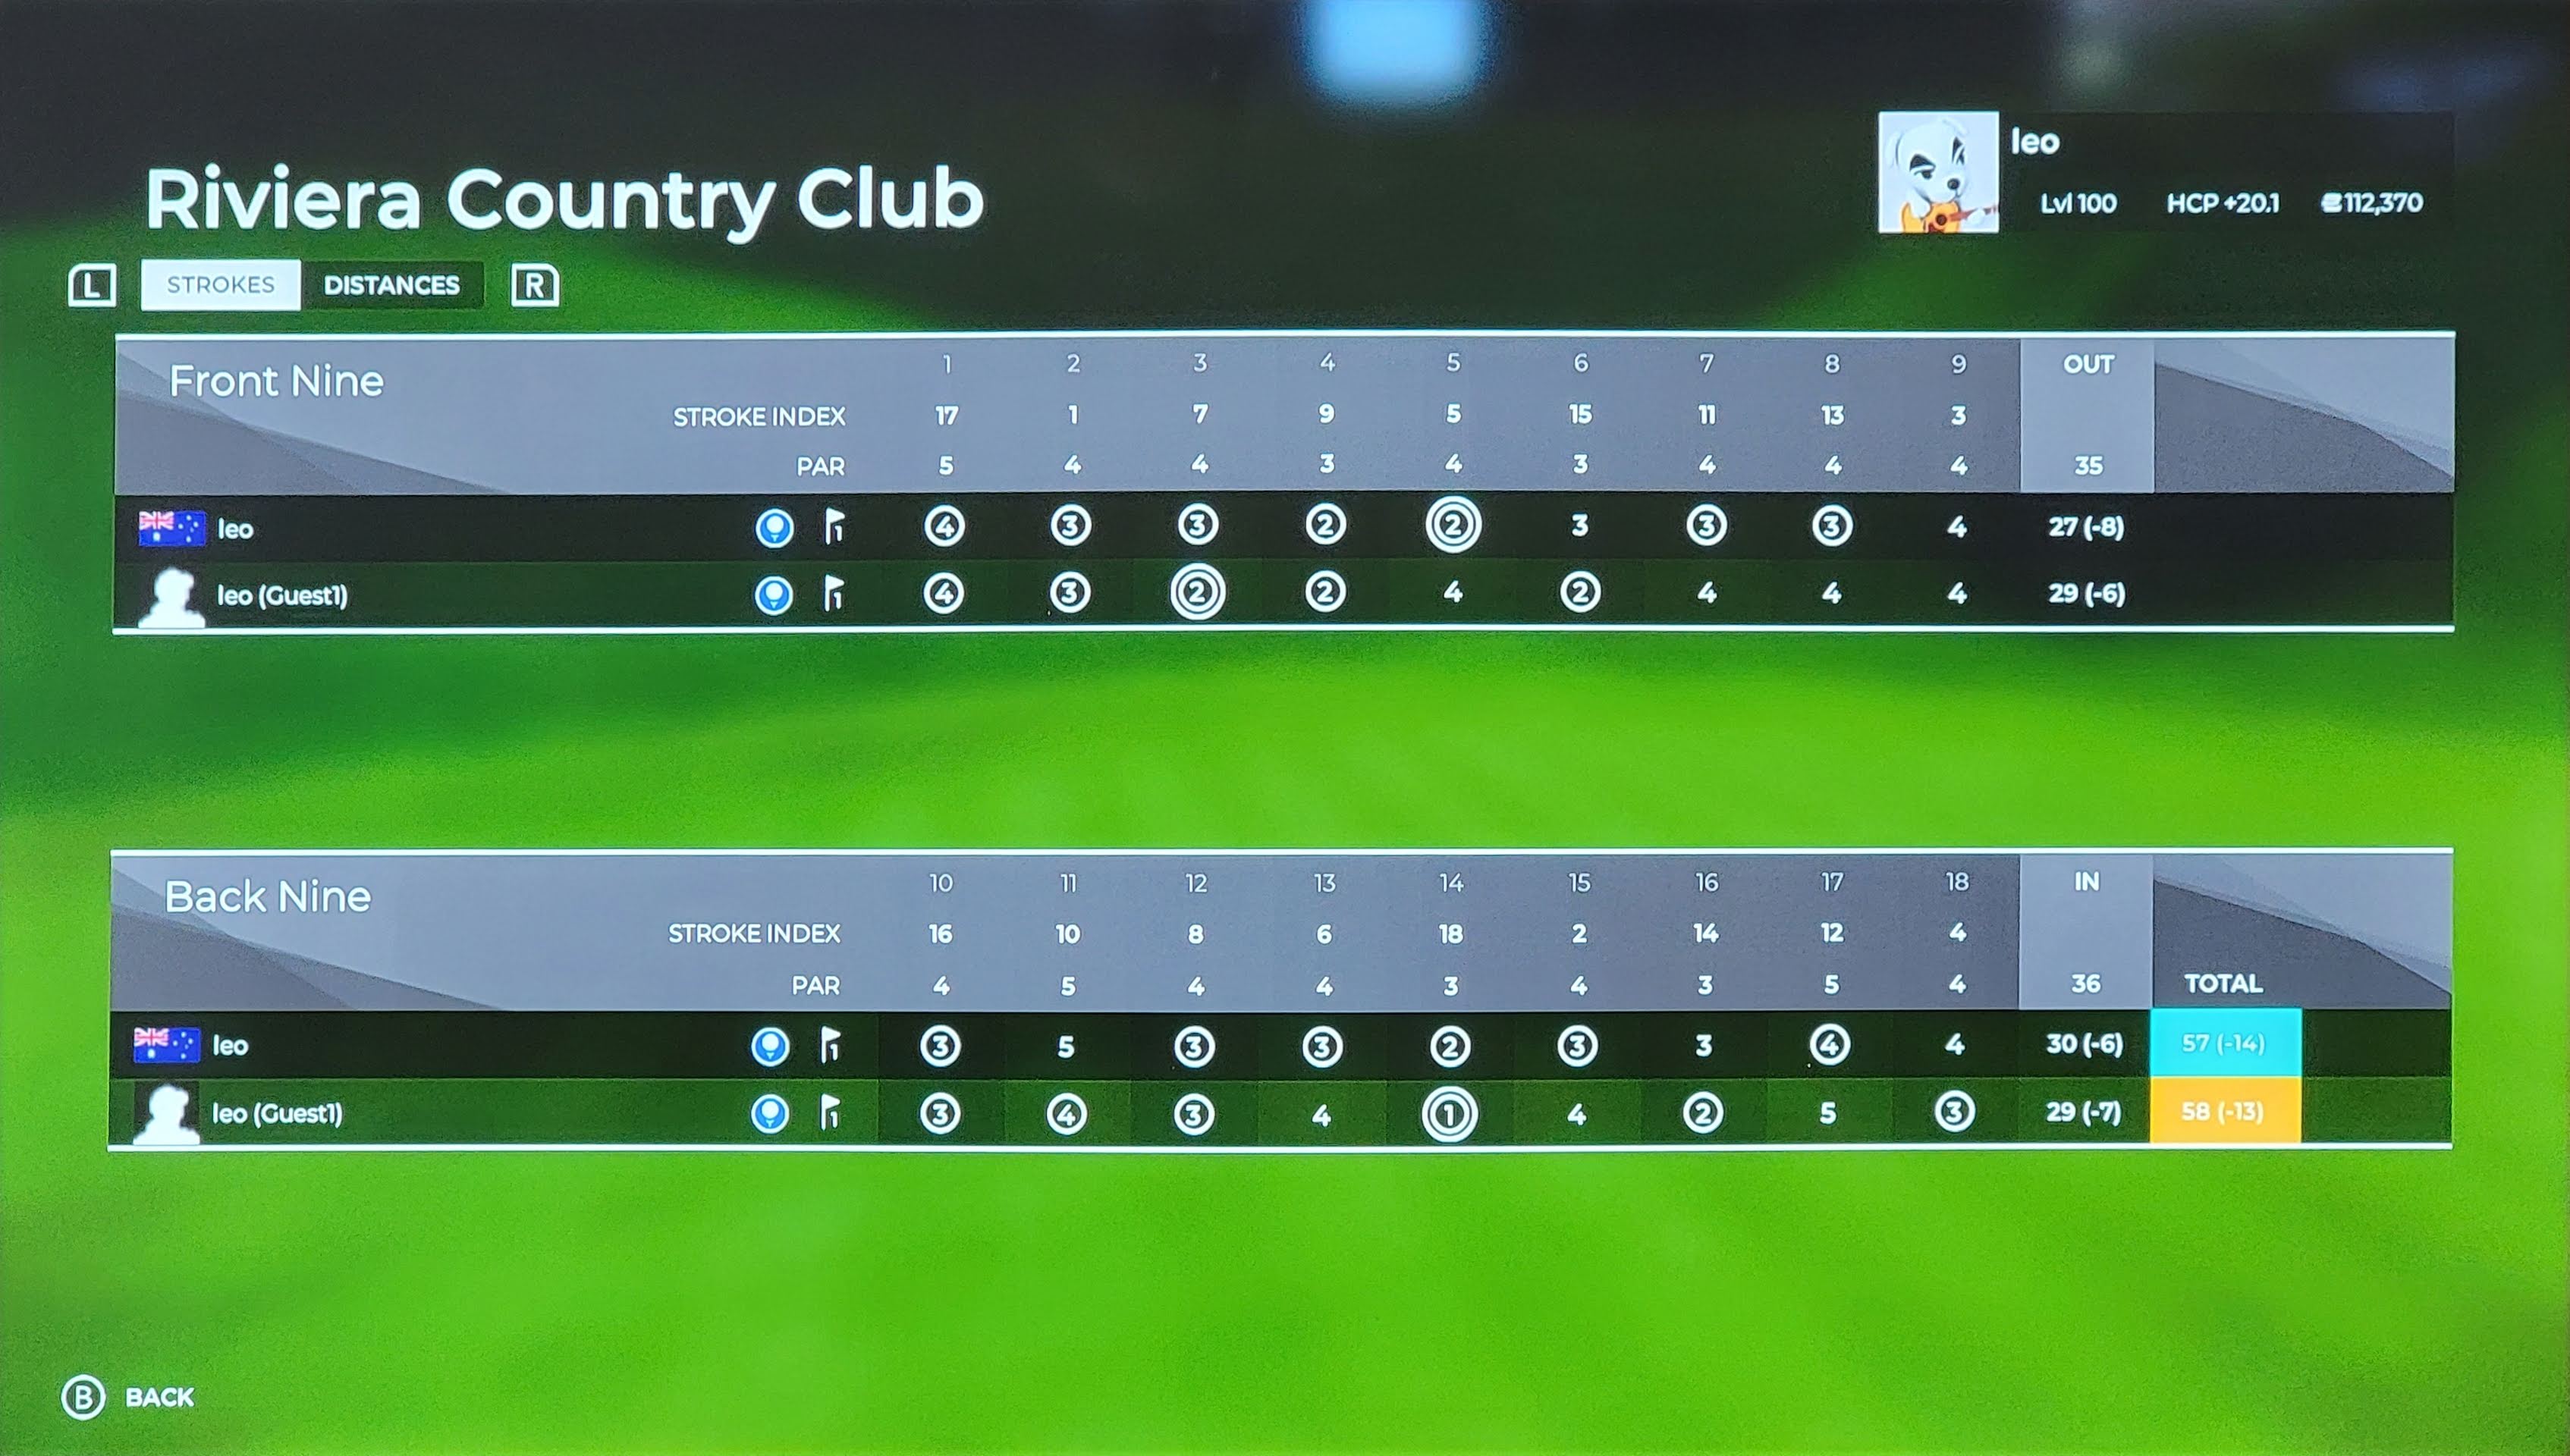 leo
Riviera Country Club
Lvl 100 HCP +20.1 112,370
L STROKES DISTANCES R
Front Nine 1 2 3 4 5 6 7 8 9 OUT
STROKE INDEX 17 1 7 9 5 15 11 13 3
PAR 5 4 4 3 4 3 4 4 4 35
leo 1 4 3 3 2 2 3 3 3 4 27 (-8)
leo (Guest1) 1 4 3 2 2 4 2 4 4 4 29 (-6)
Back Nine 10 11 12 13 14 15 16 17 18 IN
STROKE INDEX 16 10 8 6 18 2 14 12 4
PAR 4 5 4 4 3 4 3 5 4 36 TOTAL
leo 1 3 5 3 3 2 3 3 4 4 30 (-6) 57 (-14)
leo (Guest1) 1 3 4 3 4 1 4 2 5 3 29 (-7) 58 (-13)
B BACK